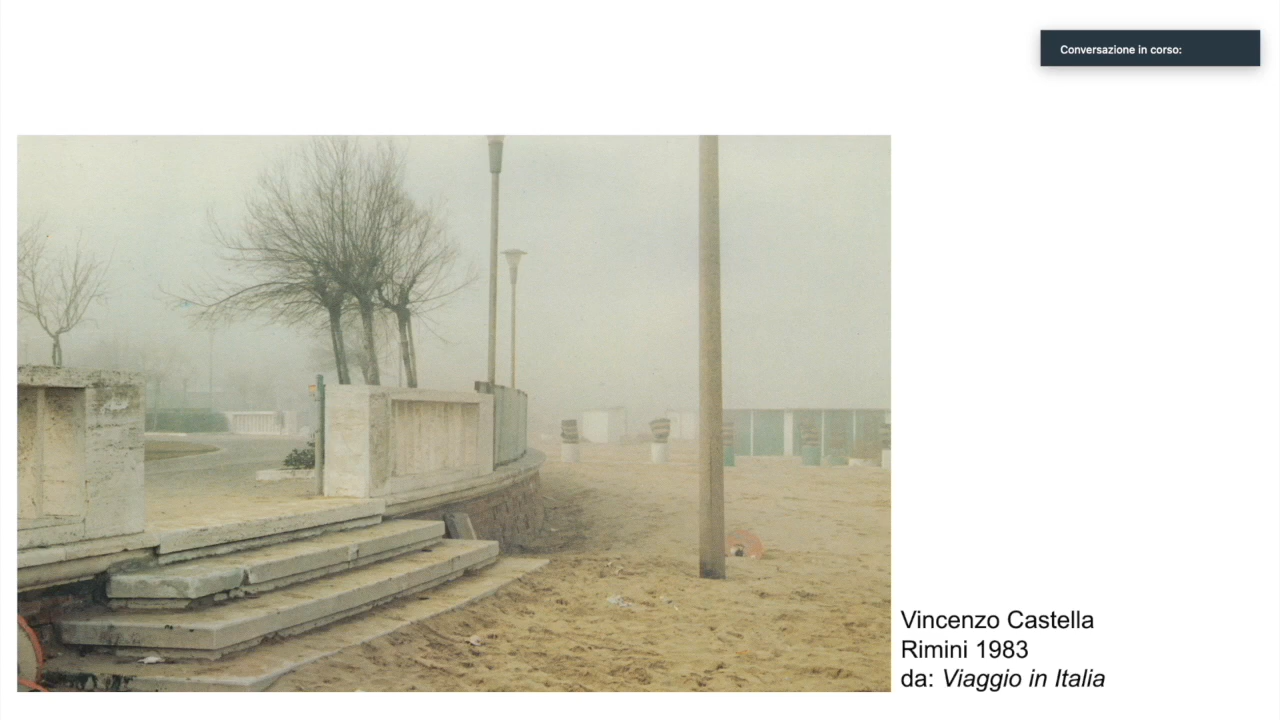 Conversazione in corso:
Vincenzo Castella
Rimini 1983
da: Viaggio in Italia